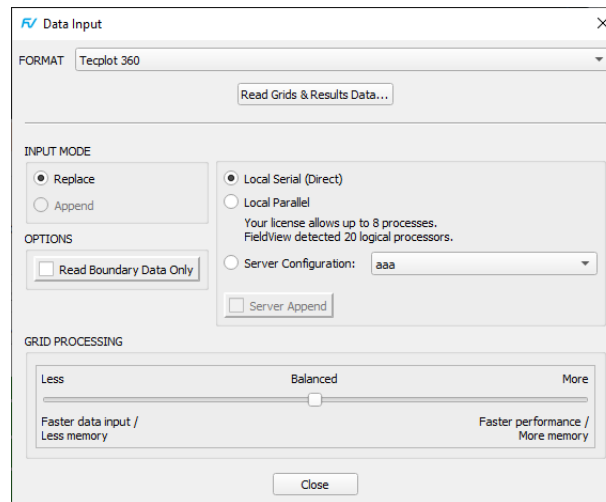 FV Data Input
FORMAT Tecplot 360
Read Grids & Results Data...
INPUT MODE
Replace
Append
OPTIONS
Read Boundary Data Only
Local Serial (Direct)
Local Parallel
Your license allows up to 8 processes.
FieldView detected 20 logical processors.
Server Configuration: aaa
Server Append
GRID PROCESSING
Less Balanced More
Faster data input / Faster performance /
Less memory More memory
Close